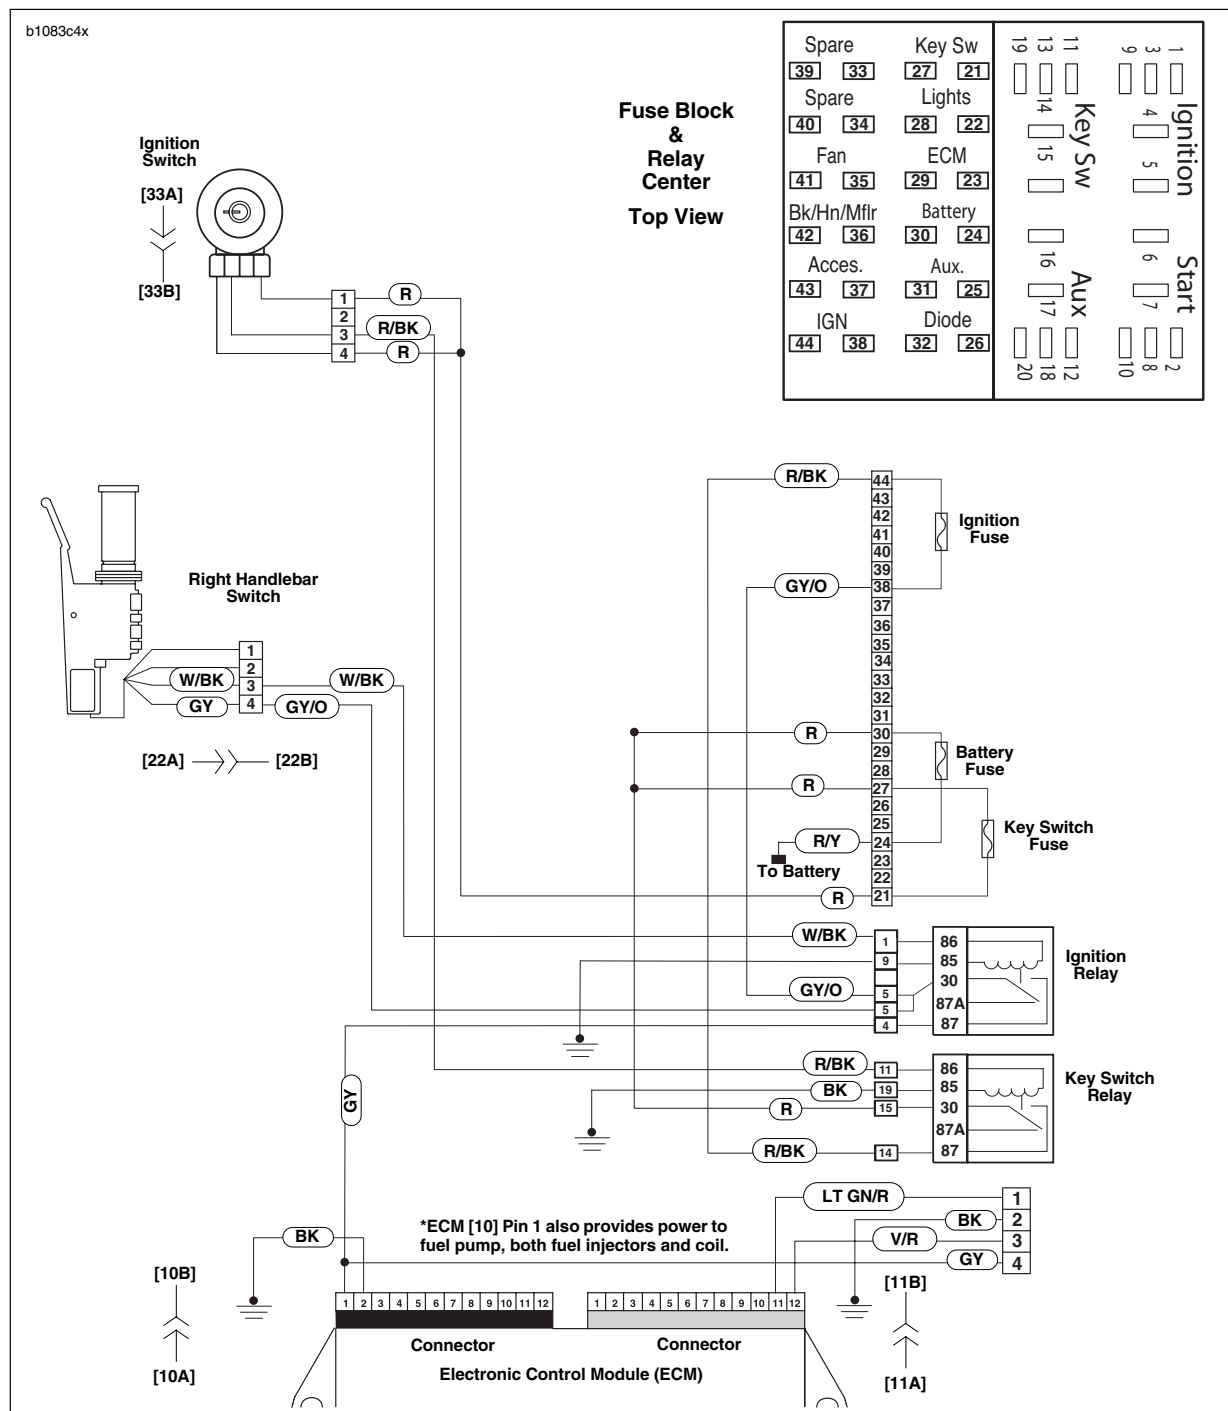 b1083c4x
Fuse Block
&
Relay
Center
Top View
Spare Key Sw
39 33 27 21
Spare Lights
40 34 28 22
Fan ECM
41 35 29 23
Bk/Hn/Mflr Battery
42 36 30 24
Acces. Aux.
43 37 31 25
IGN Diode
44 38 32 26
19 13 11 9 3 1
14 4
Key Sw Ignition
15 5
16 6
Aux Start
17 7
20 18 12 10 8 2
Ignition
Switch
[33A]
[33B]
1 R
2
3 R/BK
4 R
Right Handlebar
Switch
1
2
W/BK 3 W/BK
GY 4 GY/O
[22A] [22B]
R/BK 44
43
42
41
40
39
GY/O 38
37
36
35
34
33
32
31
R 30
29
28
R 27
26
25
R/Y 24
23
22
R 21
To Battery
Ignition
Fuse
Battery
Fuse
Key Switch
Fuse
W/BK 1 86
9 85
30
GY/O 5
5 87A
4 87
Ignition
Relay
R/BK 11 86
BK 19 85
R 15 30
87A
R/BK 14 87
Key Switch
Relay
GY
LT GN/R 1
BK 2
V/R 3
GY 4
*ECM [10] Pin 1 also provides power to
fuel pump, both fuel injectors and coil.
BK
[10B]
[10A]
[11B]
[11A]
1 2 3 4 5 6 7 8 9 10 11 12
1 2 3 4 5 6 7 8 9 10 11 12
Connector Connector
Electronic Control Module (ECM)